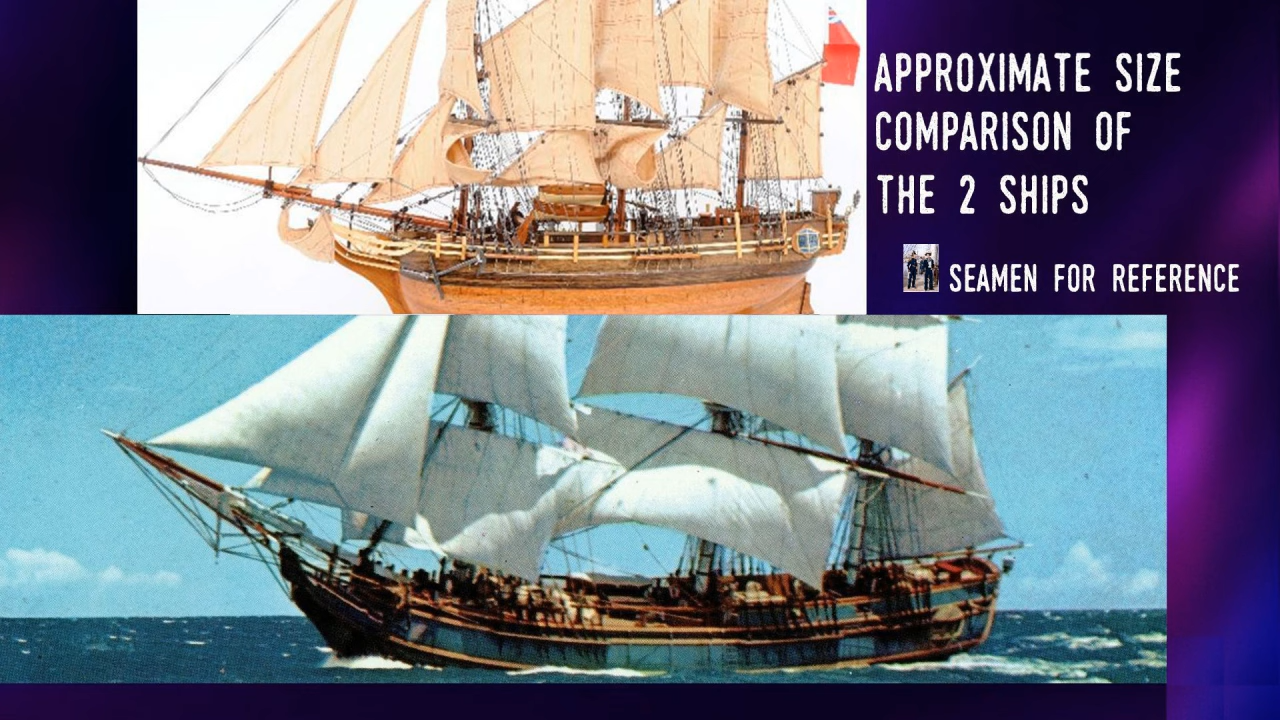 APPROXIMATE SIZE
COMPARISON OF
THE 2 SHIPS
SEAMEN FOR REFERENCE